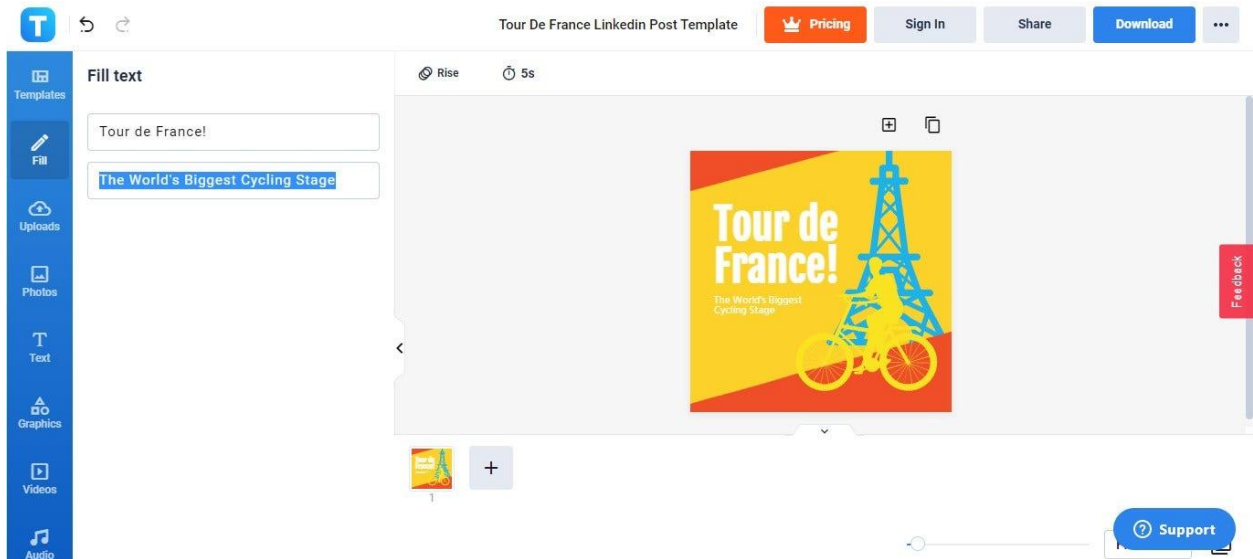 T
Tour De France Linkedin Post Template
Pricing
Sign In
Share
Download
Templates
Fill
Uploads
Photos
Text
Graphics
Videos
Audio
Fill text
Tour de France!
The World's Biggest Cycling Stage
Rise
5s
Tour de
France!
The World's Biggest
Cycling Stage
Feedback
1
Support